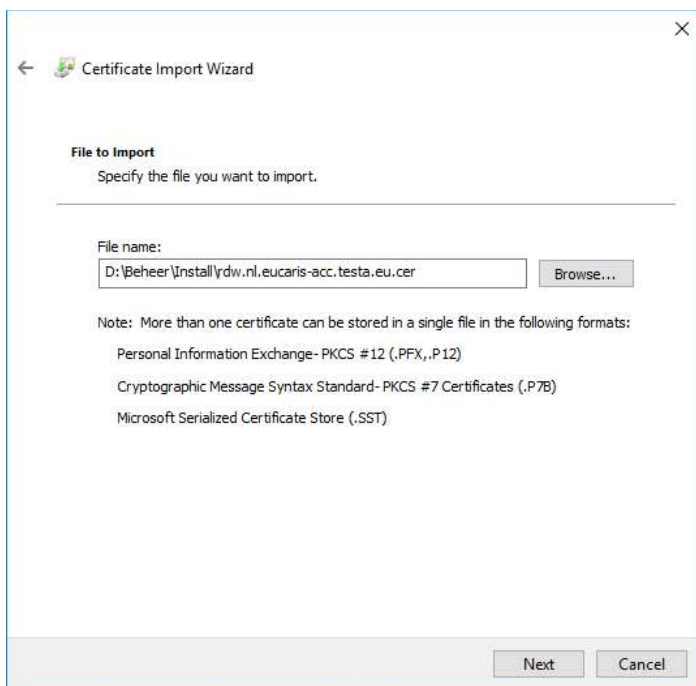 Certificate Import Wizard
File to Import
Specify the file you want to import.
File name:
D:\Beheer\Install\rdw.nl.eucaris-acc.testa.eu.cer
Browse...
Note: More than one certificate can be stored in a single file in the following formats:
Personal Information Exchange- PKCS #12 (.PFX,.P12)
Cryptographic Message Syntax Standard- PKCS #7 Certificates (.P7B)
Microsoft Serialized Certificate Store (.SST)
Next
Cancel